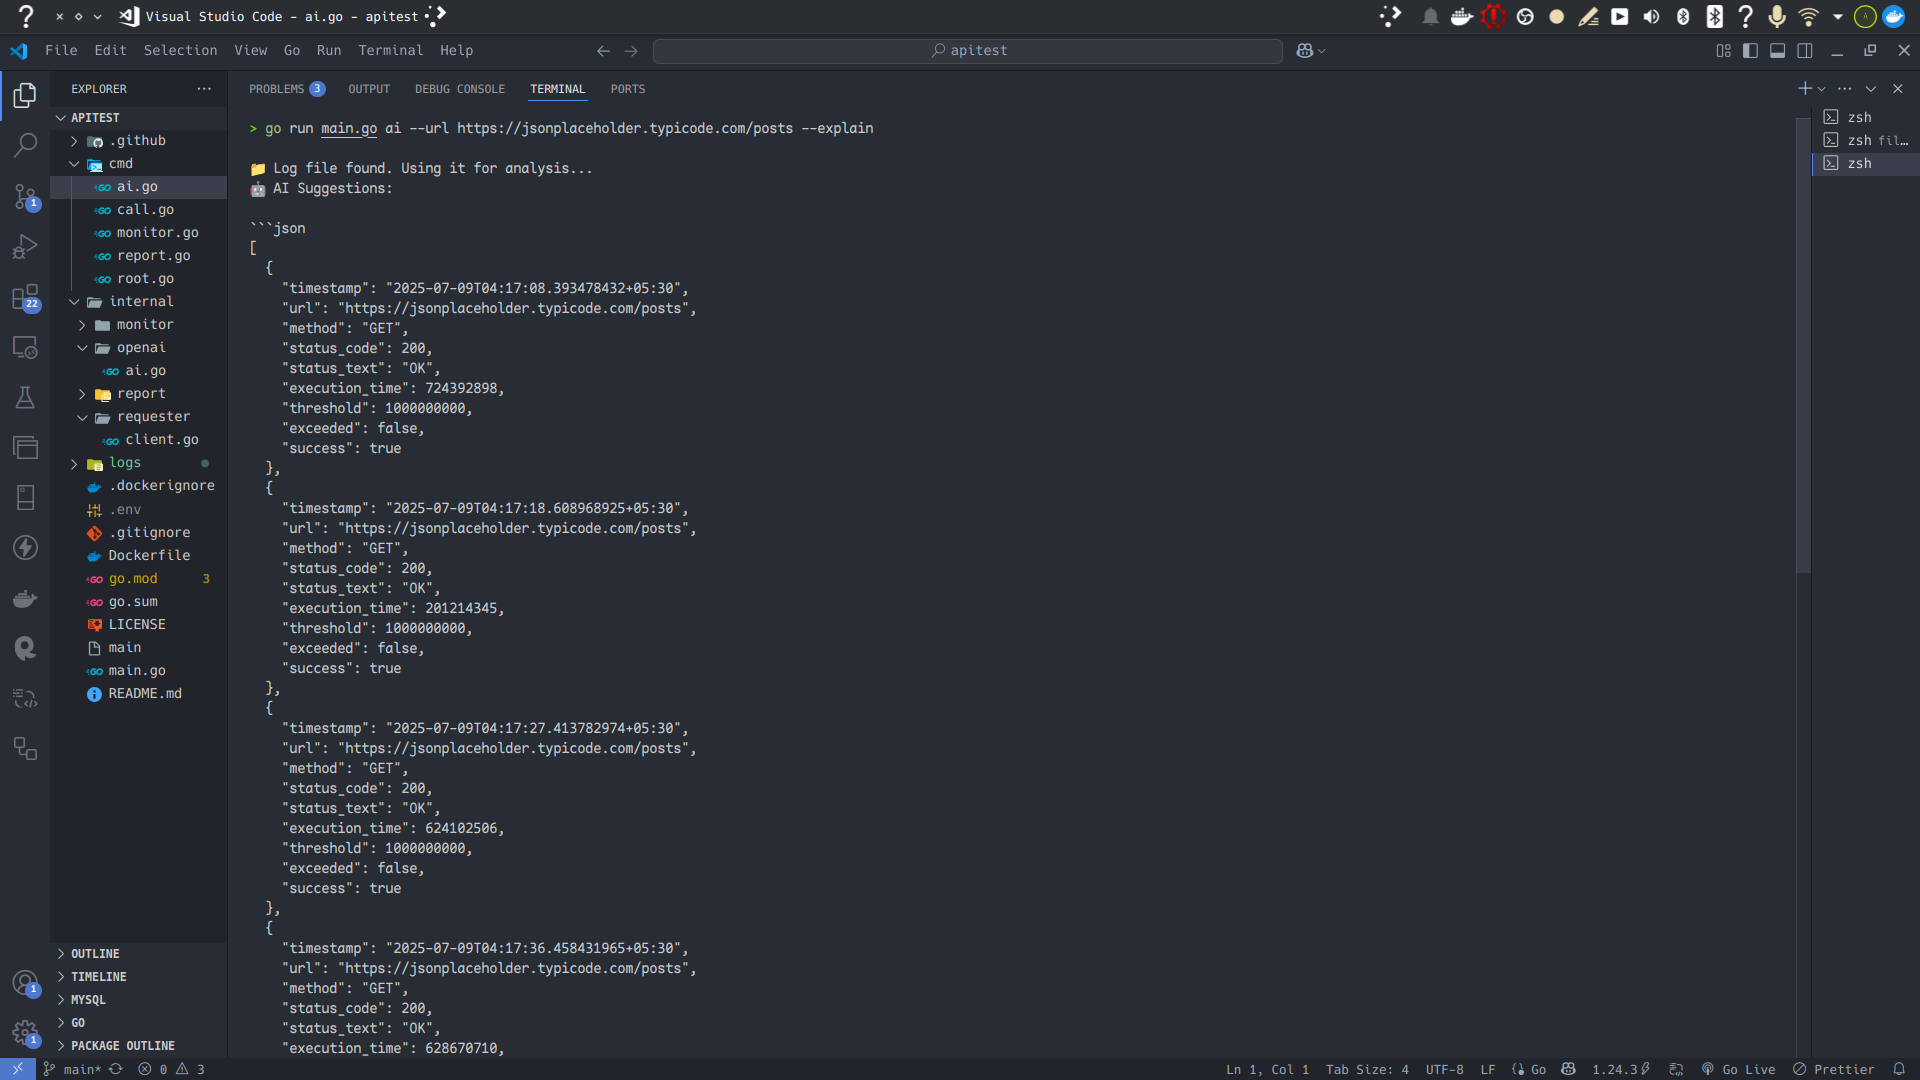 Visual Studio Code - ai.go - apitest
File Edit Selection View Go Run Terminal Help
apitest
EXPLORER
PROBLEMS 3 OUTPUT DEBUG CONSOLE TERMINAL PORTS
APITEST
.github
cmd
ai.go
call.go
monitor.go
report.go
root.go
internal
monitor
openai
ai.go
report
requester
client.go
logs
.dockerignore
.env
.gitignore
Dockerfile
go.mod 3
go.sum
LICENSE
main
main.go
README.md
OUTLINE
TIMELINE
MYSQL
GO
PACKAGE OUTLINE
1
22
1
1
> go run main.go ai --url https://jsonplaceholder.typicode.com/posts --explain
Log file found. Using it for analysis...
AI Suggestions:
```json
[
{
"timestamp": "2025-07-09T04:17:08.393478432+05:30",
"url": "https://jsonplaceholder.typicode.com/posts",
"method": "GET",
"status_code": 200,
"status_text": "OK",
"execution_time": 724392898,
"threshold": 1000000000,
"exceeded": false,
"success": true
},
{
"timestamp": "2025-07-09T04:17:18.608968925+05:30",
"url": "https://jsonplaceholder.typicode.com/posts",
"method": "GET",
"status_code": 200,
"status_text": "OK",
"execution_time": 201214345,
"threshold": 1000000000,
"exceeded": false,
"success": true
},
{
"timestamp": "2025-07-09T04:17:27.413782974+05:30",
"url": "https://jsonplaceholder.typicode.com/posts",
"method": "GET",
"status_code": 200,
"status_text": "OK",
"execution_time": 624102506,
"threshold": 1000000000,
"exceeded": false,
"success": true
},
{
"timestamp": "2025-07-09T04:17:36.458431965+05:30",
"url": "https://jsonplaceholder.typicode.com/posts",
"method": "GET",
"status_code": 200,
"status_text": "OK",
"execution_time": 628670710,
zsh
zsh fil...
zsh
main* 0 3
Ln 1, Col 1 Tab Size: 4 UTF-8 LF Go 1.24.3 Go Live Prettier